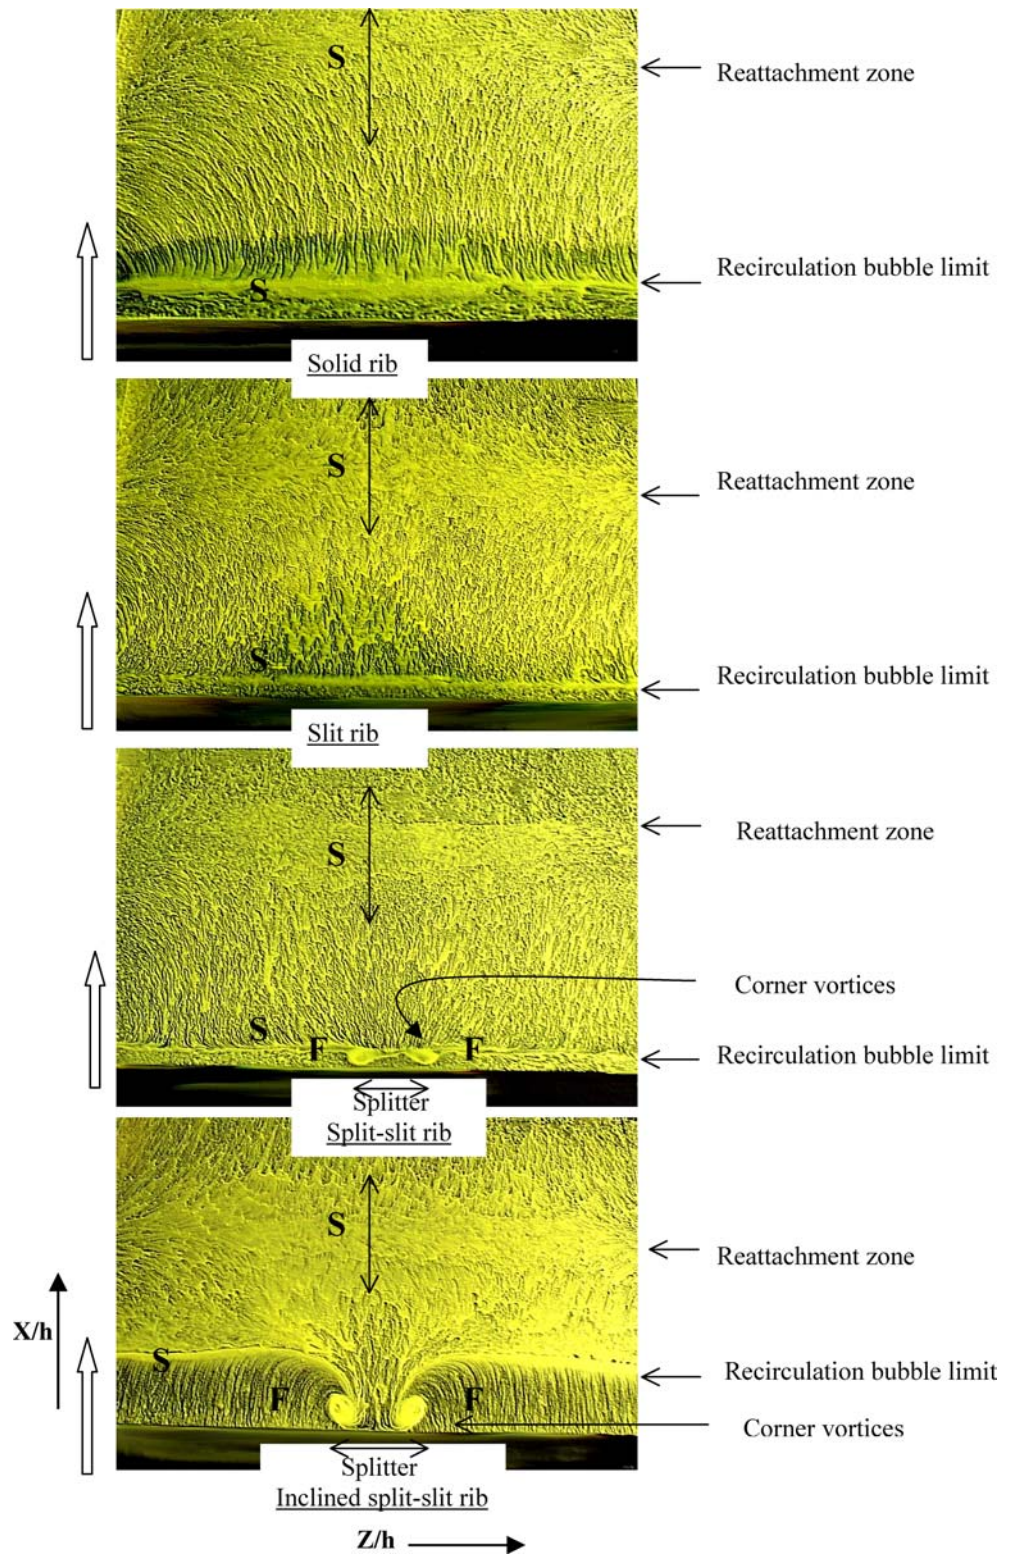 S
Reattachment zone
Recirculation bubble limit
S
Solid rib
S
Reattachment zone
S
Recirculation bubble limit
Slit rib
Reattachment zone
S
Corner vortices
S
F
F
Recirculation bubble limit
Splitter
Split-slit rib
S
Reattachment zone
X/h
S
Recirculation bubble limit
F
F
Corner vortices
Splitter
Inclined split-slit rib
Z/h